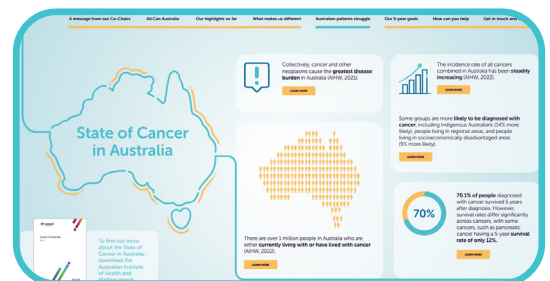 A message from our Co-Chairs
All.Can Australia
Our highlights so far
What makes us different
Australian patients struggle
Our 5-year goals
How can you help
Get in touch and
State of Cancer
in Australia
To find out more
about the State of
Cancer in Australia,
download the
Australian Institute
of Health and
Collectively, cancer and other
neoplasms cause the greatest disease
burden in Australia (AIHW, 2021).
LEARN MORE
There are over 1 million people in Australia who are
either currently living with or have lived with cancer
(AIHW, 2022).
LEARN MORE
The incidence rate of all cancers
combined in Australia has been steadily
increasing (AIHW, 2022).
LEARN MORE
Some groups are more likely to be diagnosed with
cancer, including Indigenous Australians (14% more
likely), people living in regional areas, and people
living in socioeconomically disadvantaged areas
(5% more likely).
LEARN MORE
70%
70.1% of people diagnosed
with cancer survived 5 years
after diagnosis. However,
survival rates differ significantly
across cancers, with some
cancers, such as pancreatic
cancer having a 5-year survival
rate of only 12%.
LEARN MORE